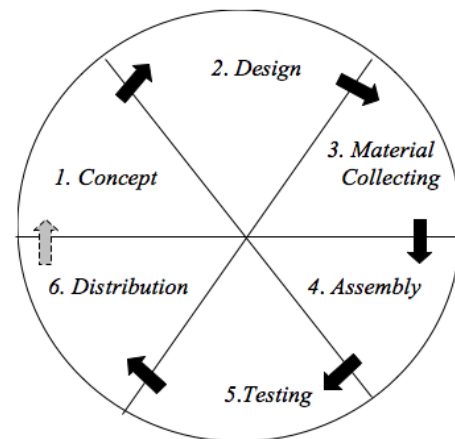 2. Design
3. Material
Collecting
1. Concept
6. Distribution
4. Assembly
5.Testing